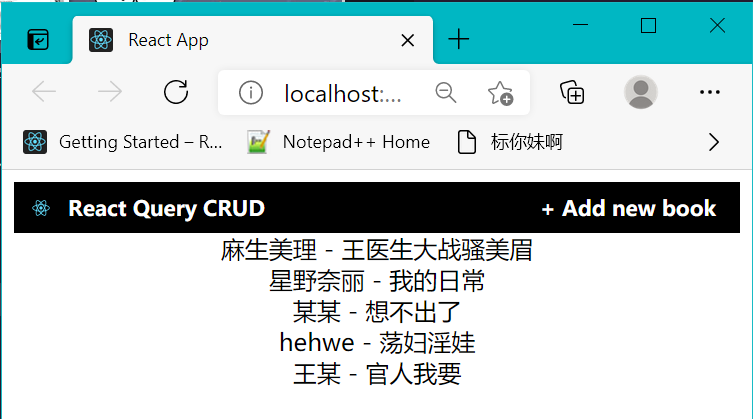 React App
localhost:...
Getting Started – R...
Notepad++ Home
标你妹啊
React Query CRUD
+ Add new book
麻生美理 - 王医生大战骚美眉
星野奈丽 - 我的日常
某某 - 想不出了
hehwe - 荡妇淫娃
王某 - 官人我要